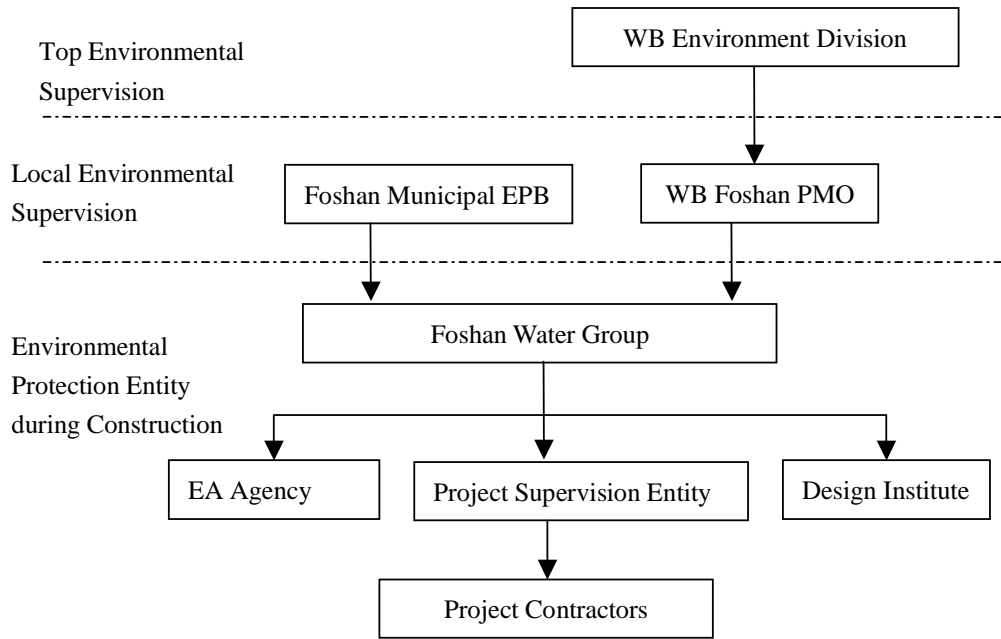 WB Environment Division
Top Environmental
Supervision
Local Environmental
Supervision
Foshan Municipal EPB
WB Foshan PMO
Foshan Water Group
Environmental
Protection Entity
during Construction
EA Agency
Project Supervision Entity
Design Institute
Project Contractors